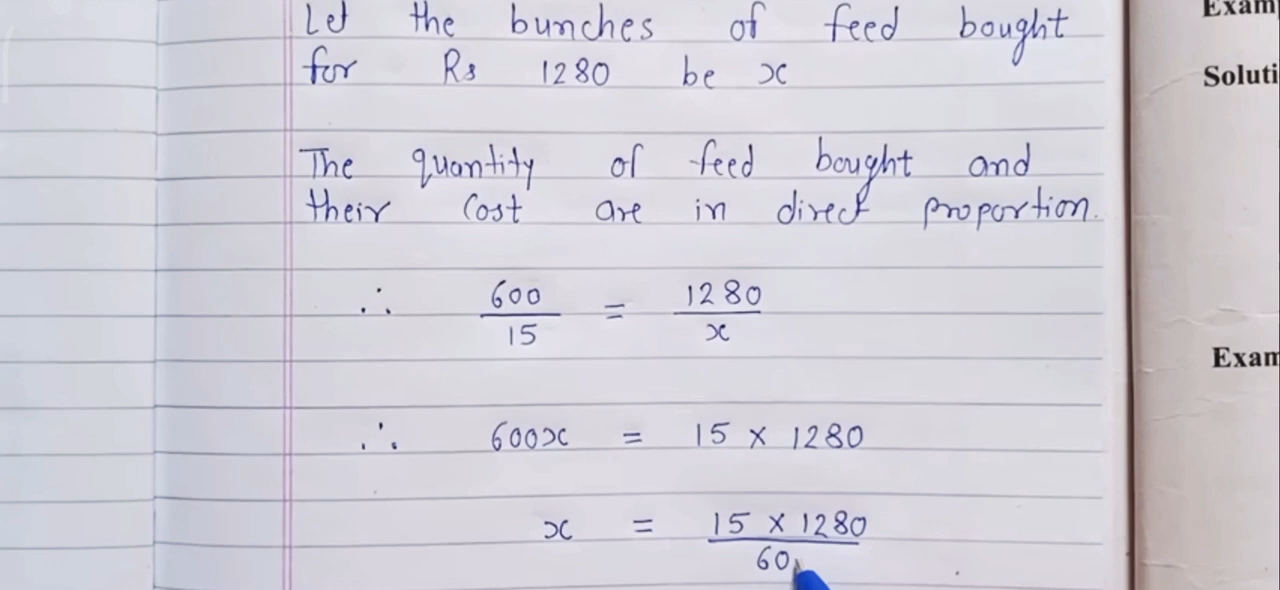 Let the bunches of feed bought
for Rs 1280 be x
The quantity of feed bought and
their cost are in direct proportion.
∴ 600/15 = 1280/x
∴ 600x = 15 × 1280
x = 15 × 1280/60
Exam
Soluti
Exam